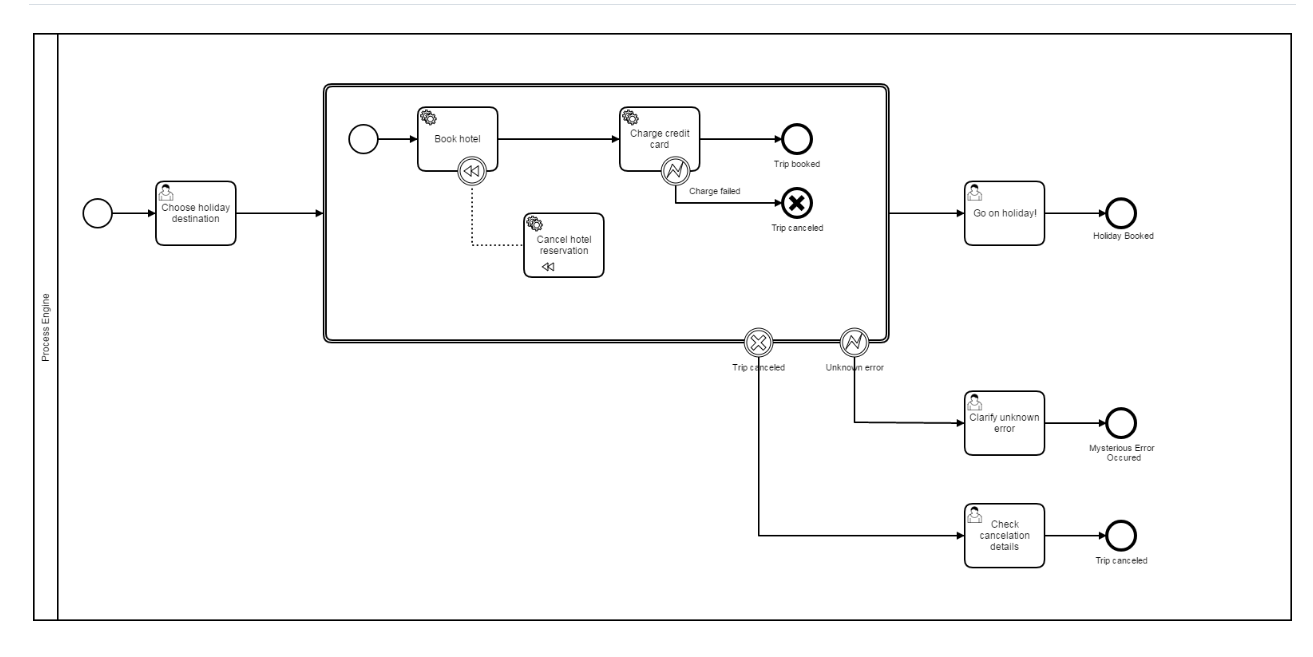 Process Engine
Choose holiday
destination
Book hotel
Charge credit
card
Trip booked
Charge failed
Trip canceled
Cancel hotel
reservation
Trip canceled
Unknown error
Go on holiday!
Holiday Booked
Clarify unknown
error
Mysterious Error
Occured
Check
cancelation
details
Trip canceled